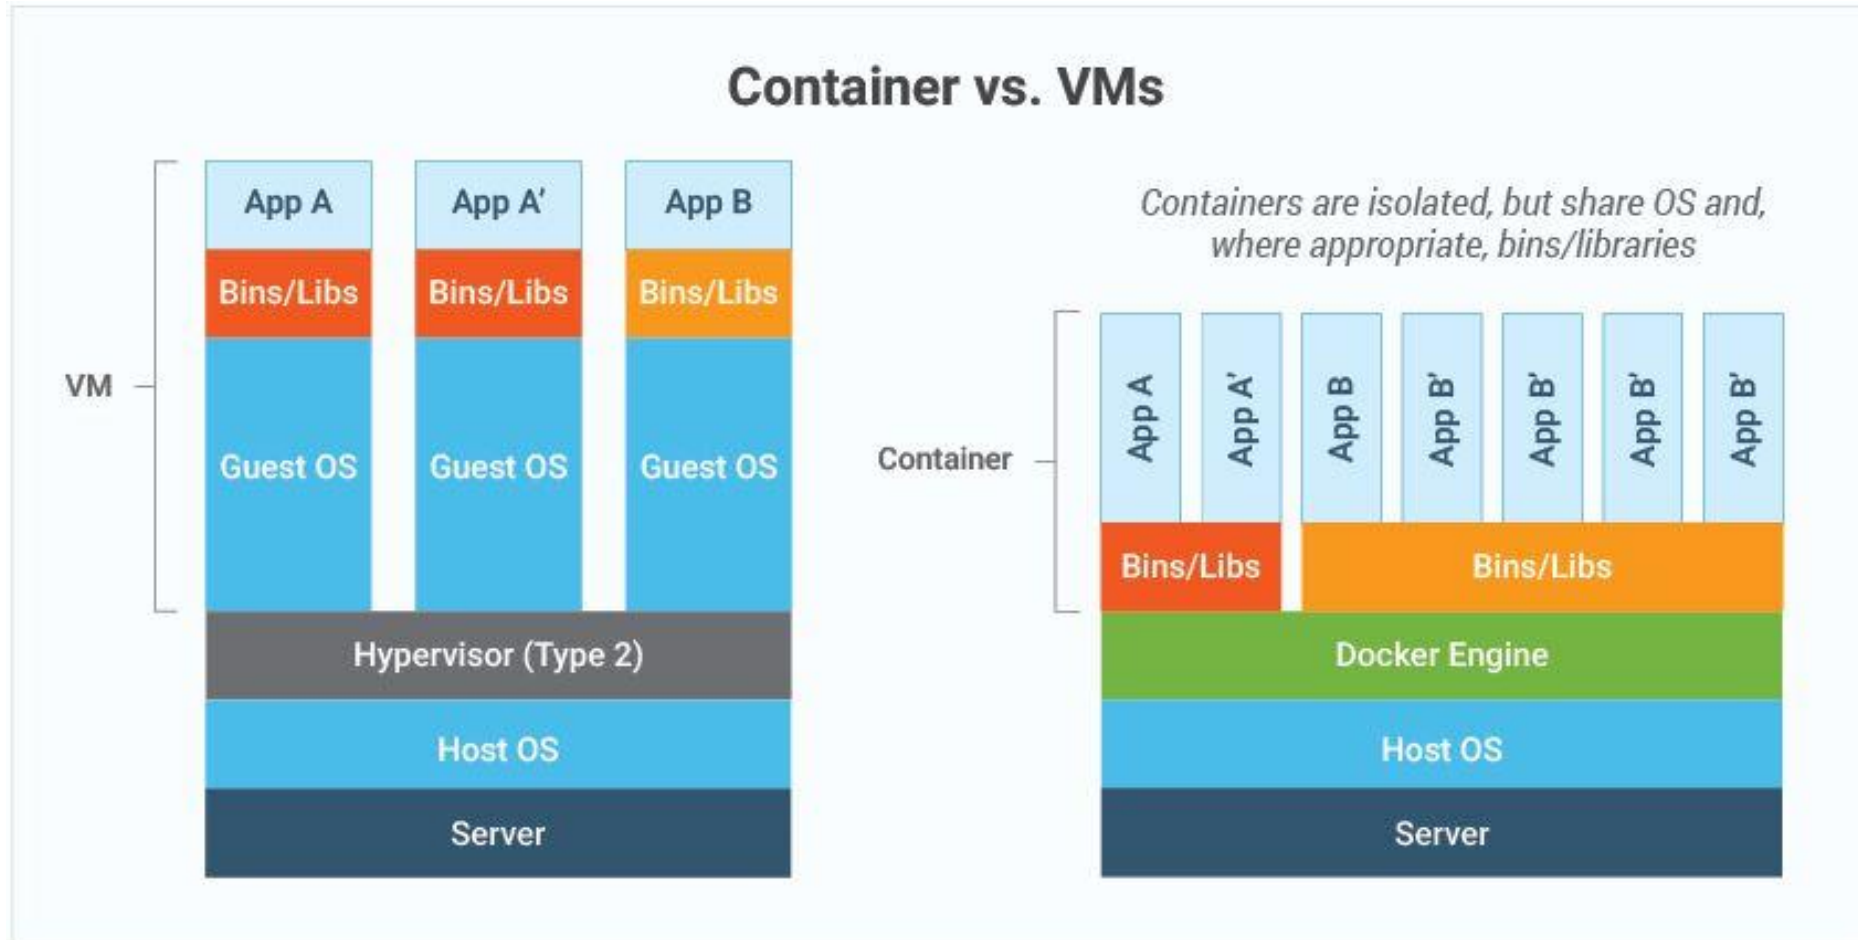 Container vs. VMs
VM
App A
App A’
App B
Bins/Libs
Bins/Libs
Bins/Libs
Guest OS
Guest OS
Guest OS
Hypervisor (Type 2)
Host OS
Server
Containers are isolated, but share OS and,
where appropriate, bins/libraries
Container
App A
App A’
App B
App B’
App B’
App B’
App B’
Bins/Libs
Bins/Libs
Docker Engine
Host OS
Server